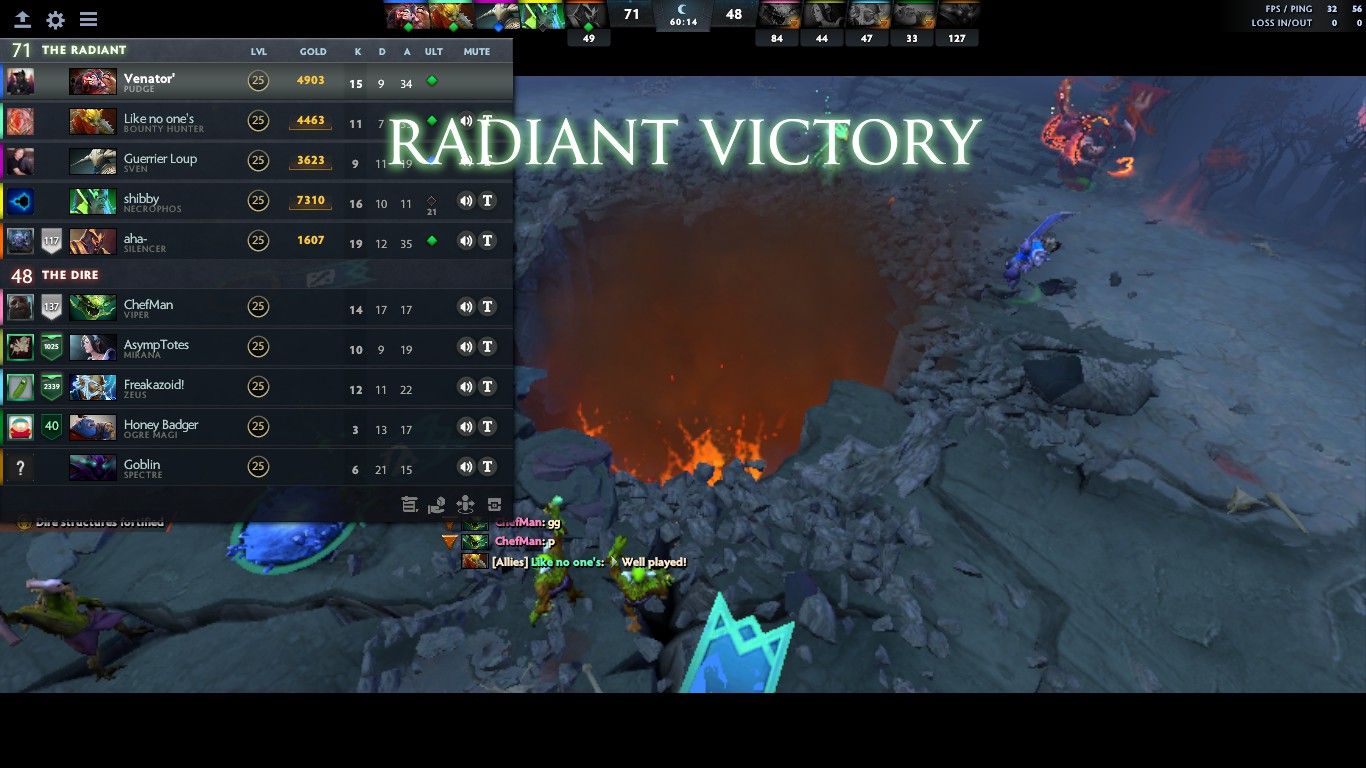 71 60:14 48
FPS / PING 32 56
LOSS IN/OUT 0 0
49 84 44 47 33 127
71 THE RADIANT LVL GOLD K D A ULT MUTE
Venator' 25 4903 15 9 34
PUDGE
Like no one's 25 4463 11 7 T
BOUNTY HUNTER
RADIANT VICTORY
Guerrier Loup 25 3623 9 11 19
SVEN
shibby 25 7310 16 10 11 T
NECROPHOS 21
117 aha- 25 1607 19 12 35 T
SILENCER
48 THE DIRE
137 ChefMan 25 14 17 17 T
VIPER
1025 AsympTotes 25 10 9 19 T
MIRANA
2339 Freakazoid! 25 12 11 22 T
ZEUS
40 Honey Badger 25 3 13 17 T
OGRE MAGI
? Goblin 25 6 21 15 T
SPECTRE
Dire structures fortified
ChefMan: gg
ChefMan: p
[Allies] Like no one's: Well played!
3